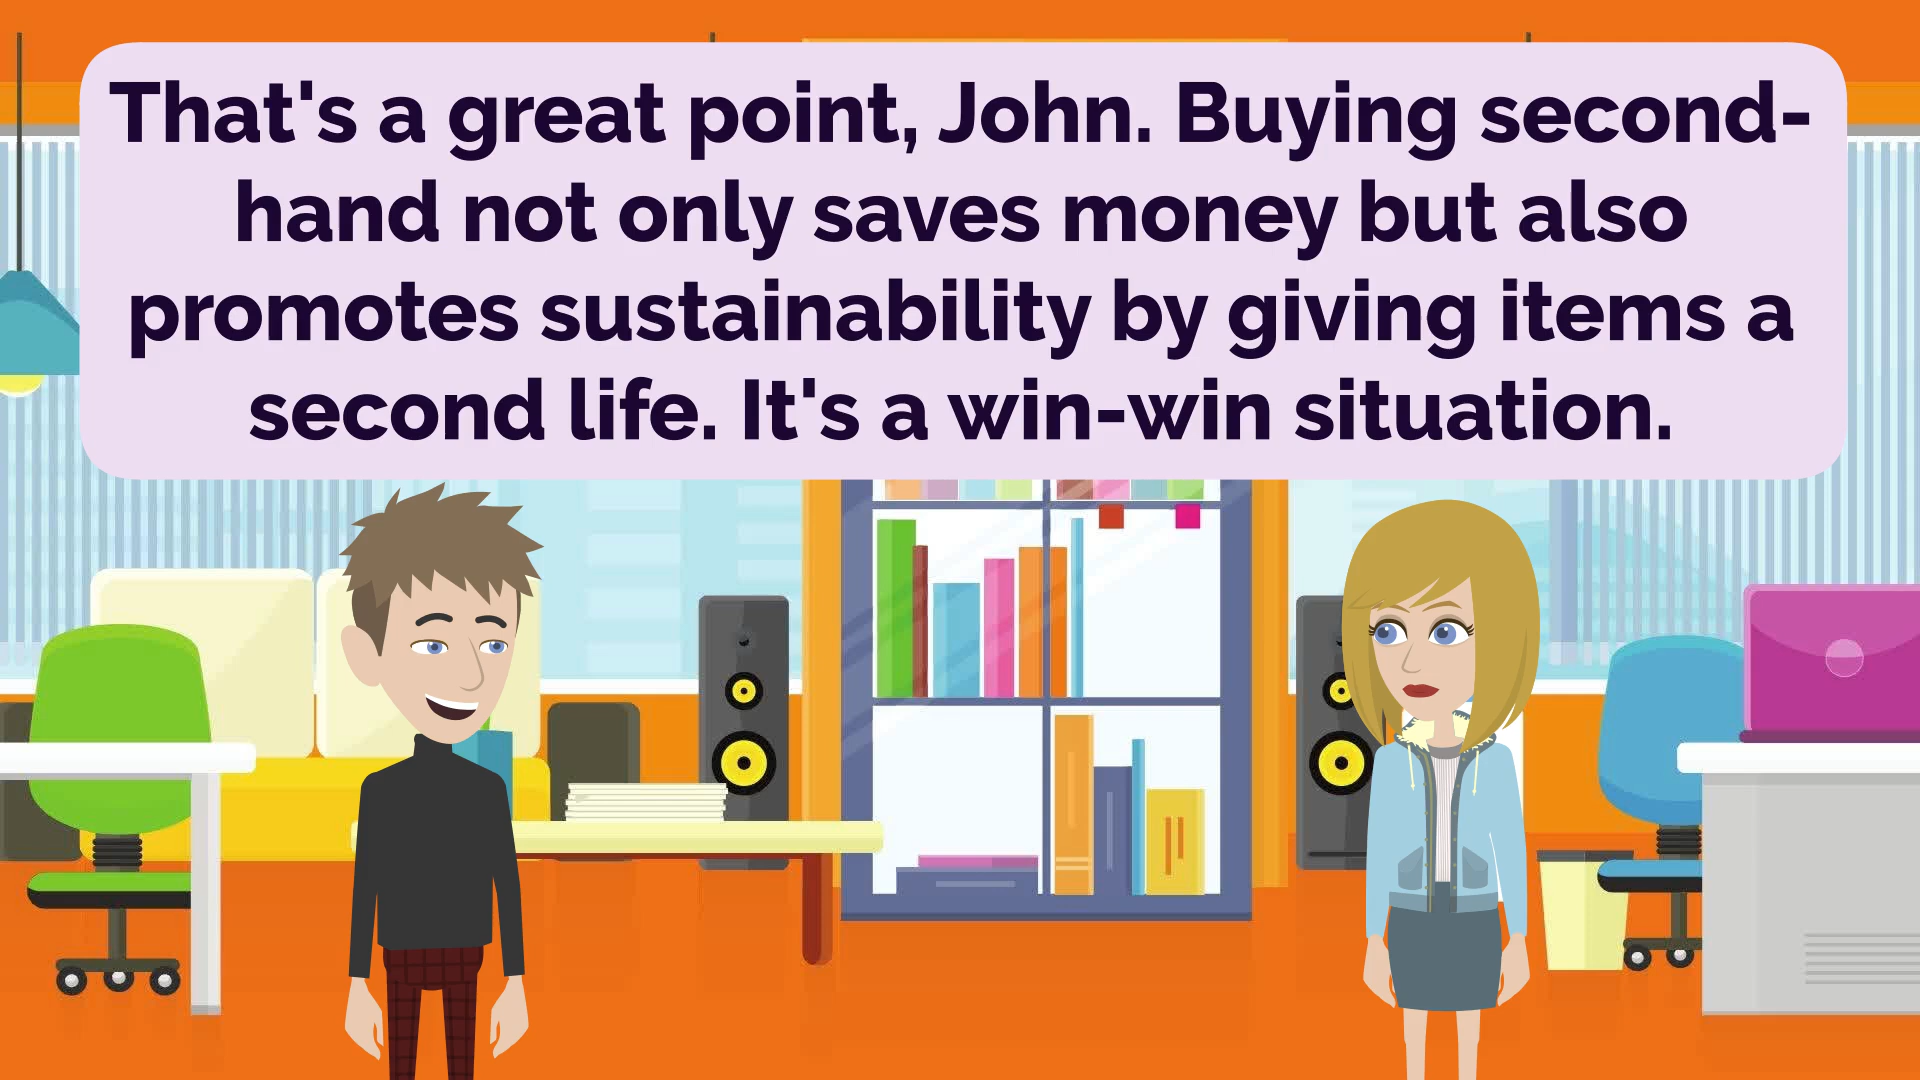 That's a great point, John. Buying second-
hand not only saves money but also
promotes sustainability by giving items a
second life. It's a win-win situation.